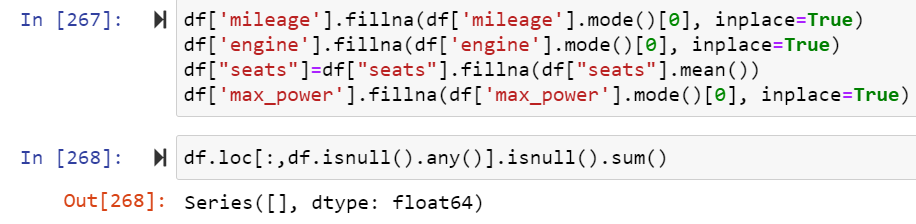 In [267]: df['mileage'].fillna(df['mileage'].mode()[0], inplace=True)
df['engine'].fillna(df['engine'].mode()[0], inplace=True)
df["seats"]=df["seats"].fillna(df["seats"].mean())
df['max_power'].fillna(df['max_power'].mode()[0], inplace=True)
In [268]: df.loc[:,df.isnull().any()].isnull().sum()
Out[268]: Series([], dtype: float64)